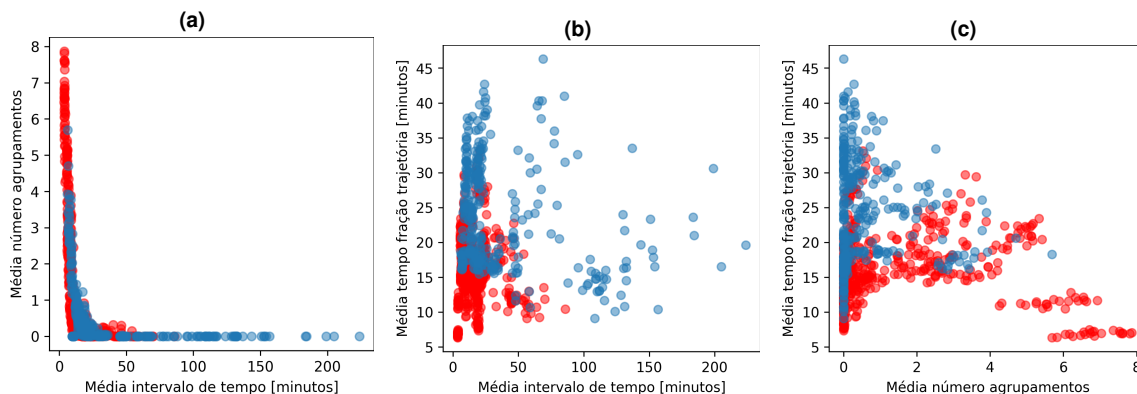 (a)
8
7
6
5
4
3
2
1
0
Média número agrupamentos
0 50 100 150 200
Média intervalo de tempo [minutos]
(b)
45
40
35
30
25
20
15
10
5
Média tempo fração trajetória [minutos]
0 50 100 150 200
Média intervalo de tempo [minutos]
(c)
45
40
35
30
25
20
15
10
5
Média tempo fração trajetória [minutos]
0 2 4 6 8
Média número agrupamentos